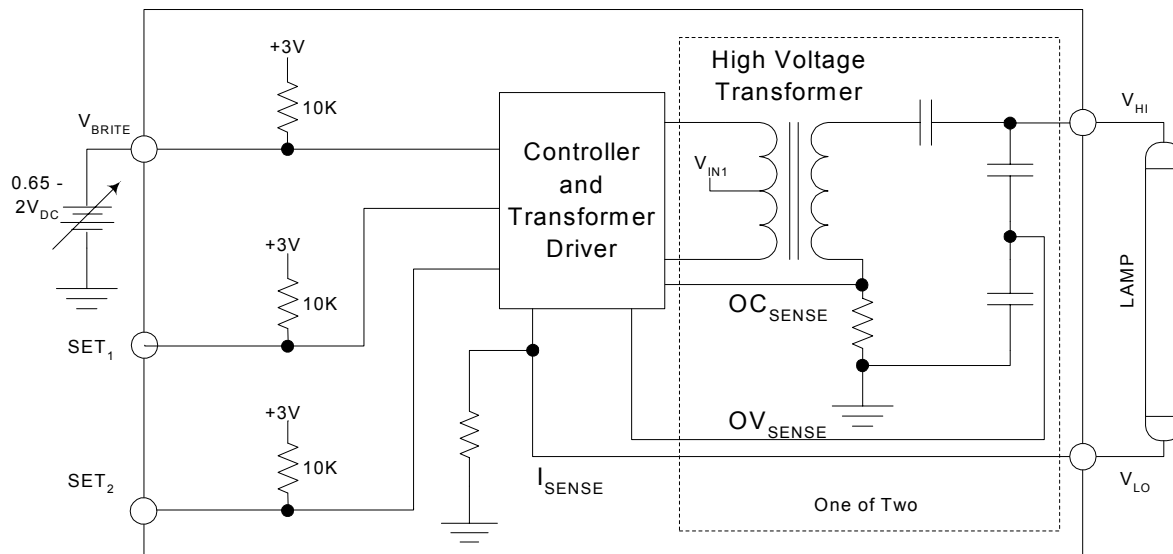 +3V
10K
V_BRITE
0.65 -
2V_DC
+3V
10K
SET_1
+3V
10K
SET_2
Controller
and
Transformer
Driver
High Voltage
Transformer
V_IN1
OC_SENSE
OV_SENSE
I_SENSE
One of Two
V_HI
LAMP
V_LO